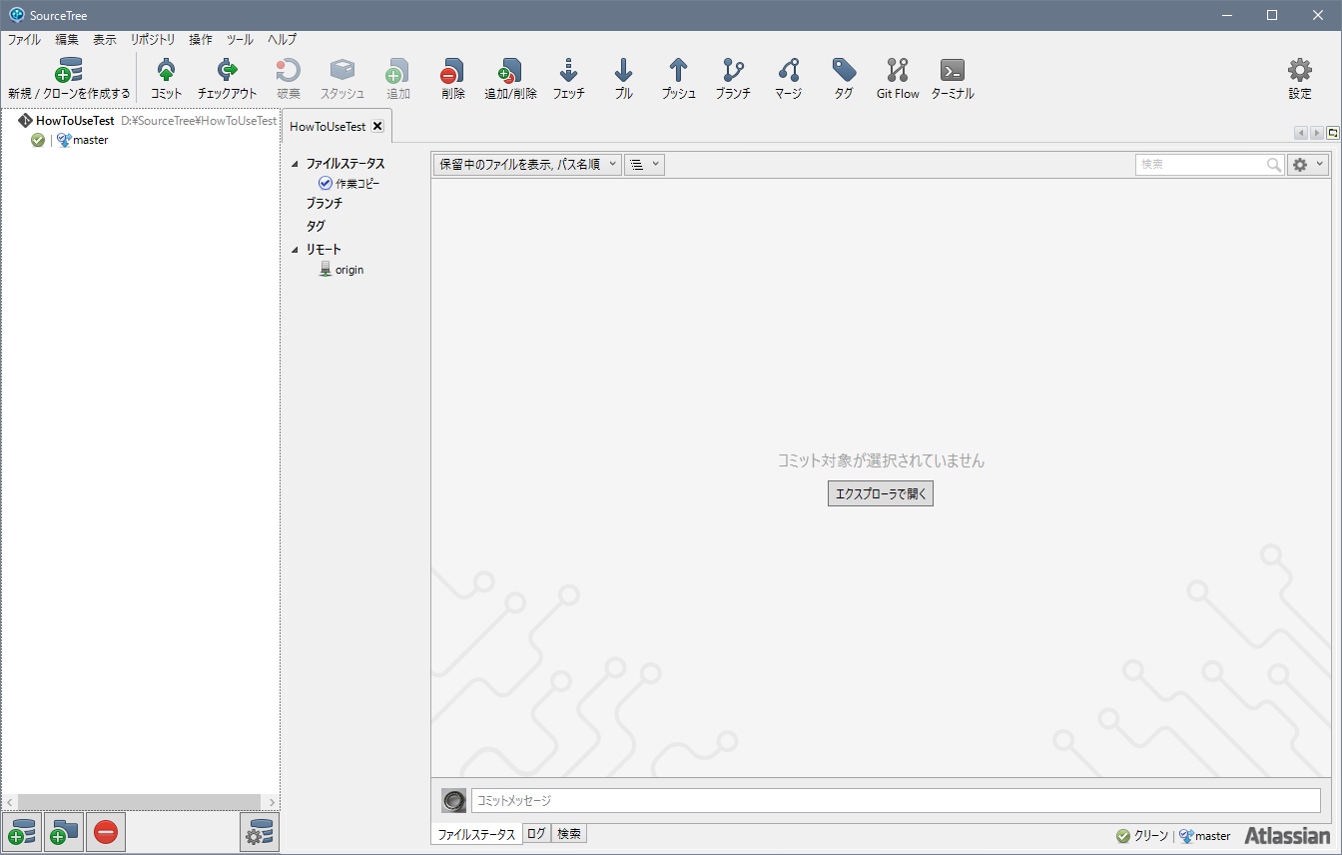 SourceTree
ファイル 編集 表示 リポジトリ 操作 ツール ヘルプ
新規 / クローンを作成する コミット チェックアウト 破棄 スタッシュ 追加 削除 追加/削除 フェッチ プル プッシュ ブランチ マージ タグ Git Flow ターミナル 設定
HowToUseTest D:¥SourceTree¥HowToUseTest
master
HowToUseTest
ファイルステータス
作業コピー
ブランチ
タグ
リモート
origin
保留中のファイルを表示, パス名順
検索
コミット対象が選択されていません
エクスプローラで開く
コミットメッセージ
ファイルステータス ログ 検索
クリーン master Atlassian